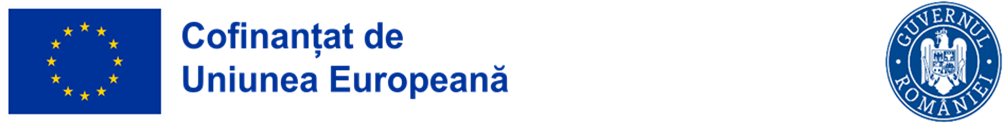 Cofinanțat de
Uniunea Europeană
GUVERNUL
ROMÂNIEI